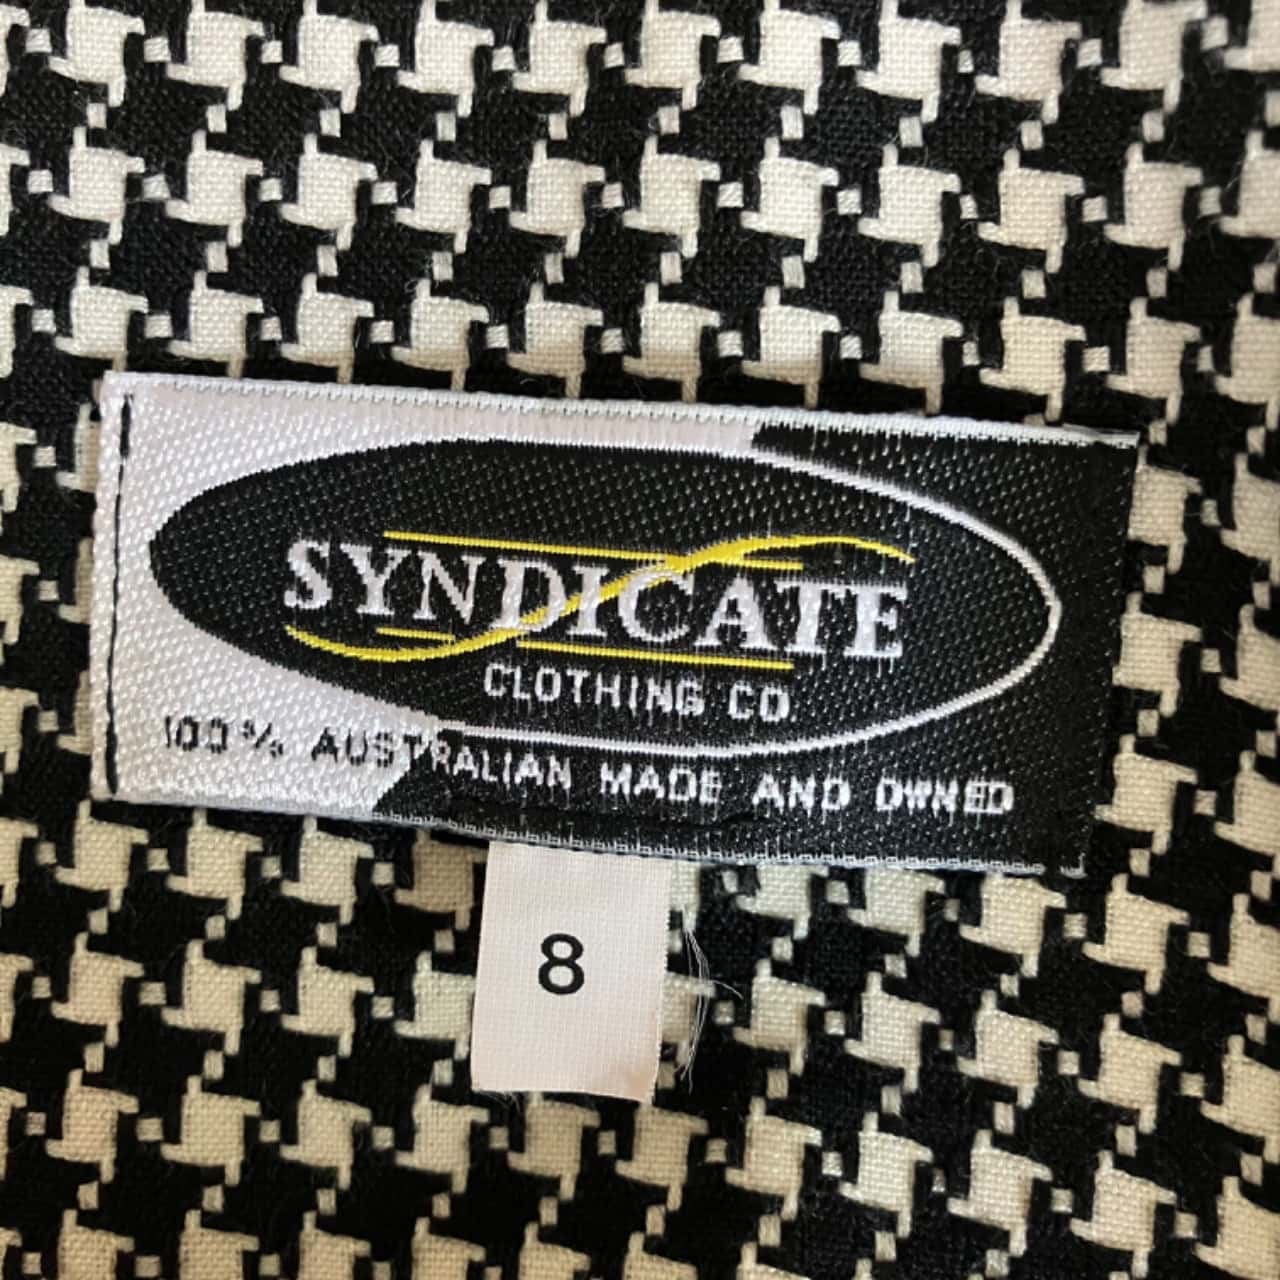 SYNDICATE
CLOTHING CO
100% AUSTRALIAN MADE AND OWNED
8